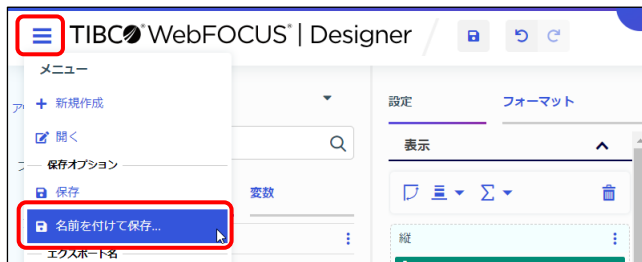 TIBCO® WebFOCUS® | Designer
メニュー
新規作成
開く
保存オプション
保存
名前を付けて保存...
エクスポート名
変数
設定
フォーマット
表示
縦